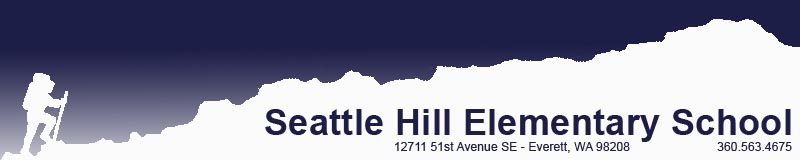 Seattle Hill Elementary School
12711 51st Avenue SE - Everett, WA 98208 360.563.4675